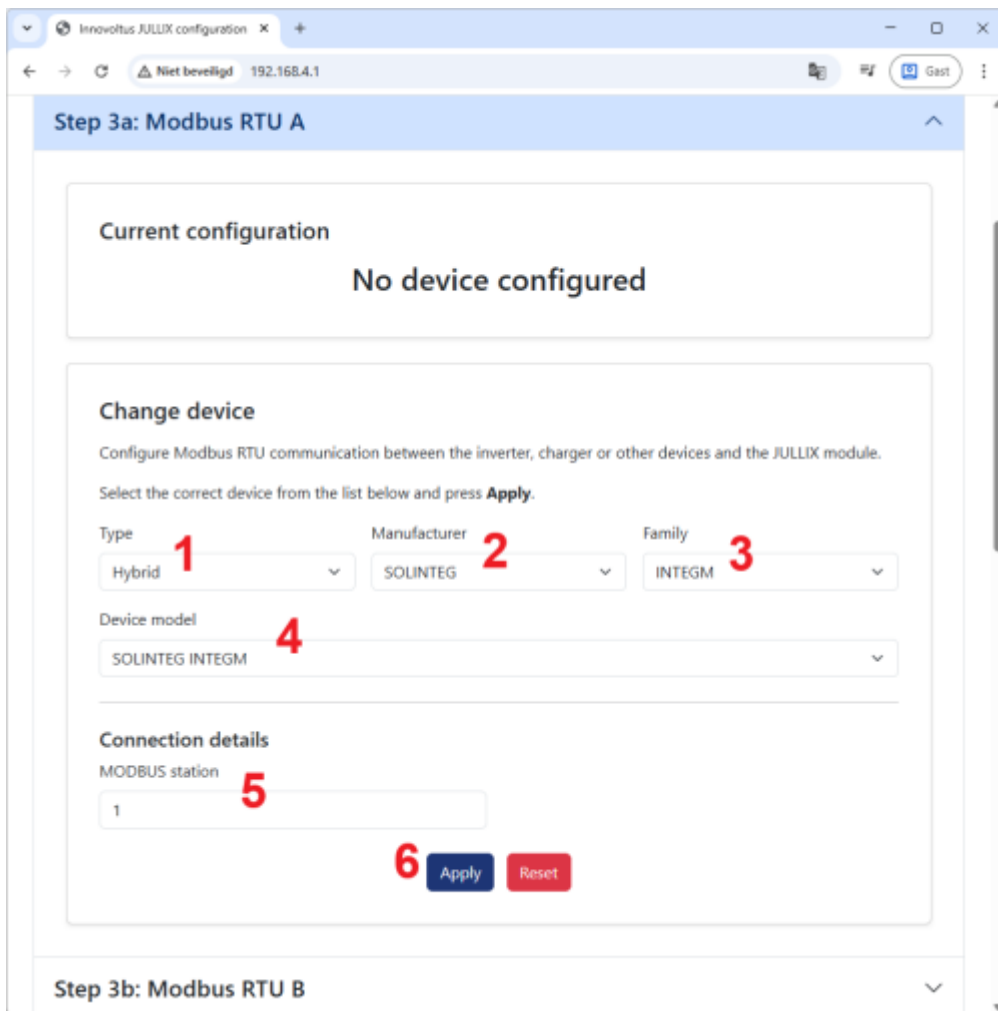 Innovoltus JULLIX configuration
Niet beveiligd 192.168.4.1
Gast
Step 3a: Modbus RTU A
Current configuration
No device configured
Change device
Configure Modbus RTU communication between the inverter, charger or other devices and the JULLIX module.
Select the correct device from the list below and press Apply.
Type 1 Manufacturer 2 Family 3
Hybrid SOLINTEG INTEGM
Device model 4
SOLINTEG INTEGM
Connection details
MODBUS station 5
1
6 Apply Reset
Step 3b: Modbus RTU B